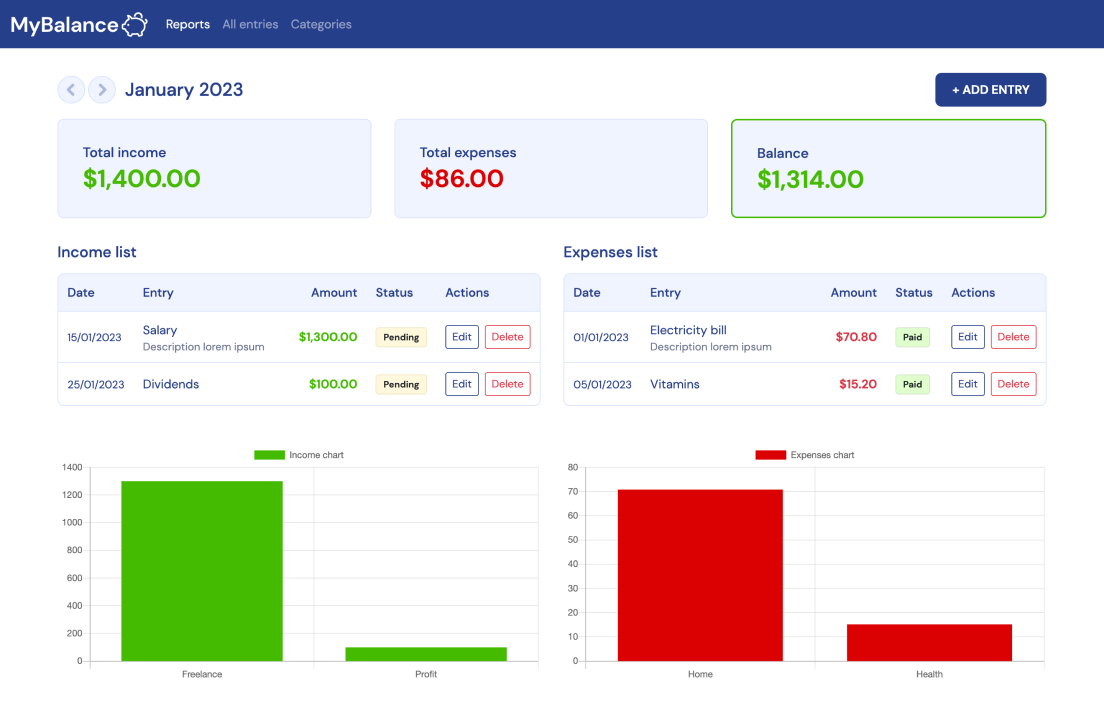 MyBalance Reports All entries Categories
January 2023 + ADD ENTRY
Total income
$1,400.00
Total expenses
$86.00
Balance
$1,314.00
Income list
Date Entry Amount Status Actions
15/01/2023 Salary $1,300.00 Pending Edit Delete
Description lorem ipsum
25/01/2023 Dividends $100.00 Pending Edit Delete
Expenses list
Date Entry Amount Status Actions
01/01/2023 Electricity bill $70.80 Paid Edit Delete
Description lorem ipsum
05/01/2023 Vitamins $15.20 Paid Edit Delete
Income chart
1400
1200
1000
800
600
400
200
0
Freelance Profit
Expenses chart
80
70
60
50
40
30
20
10
0
Home Health